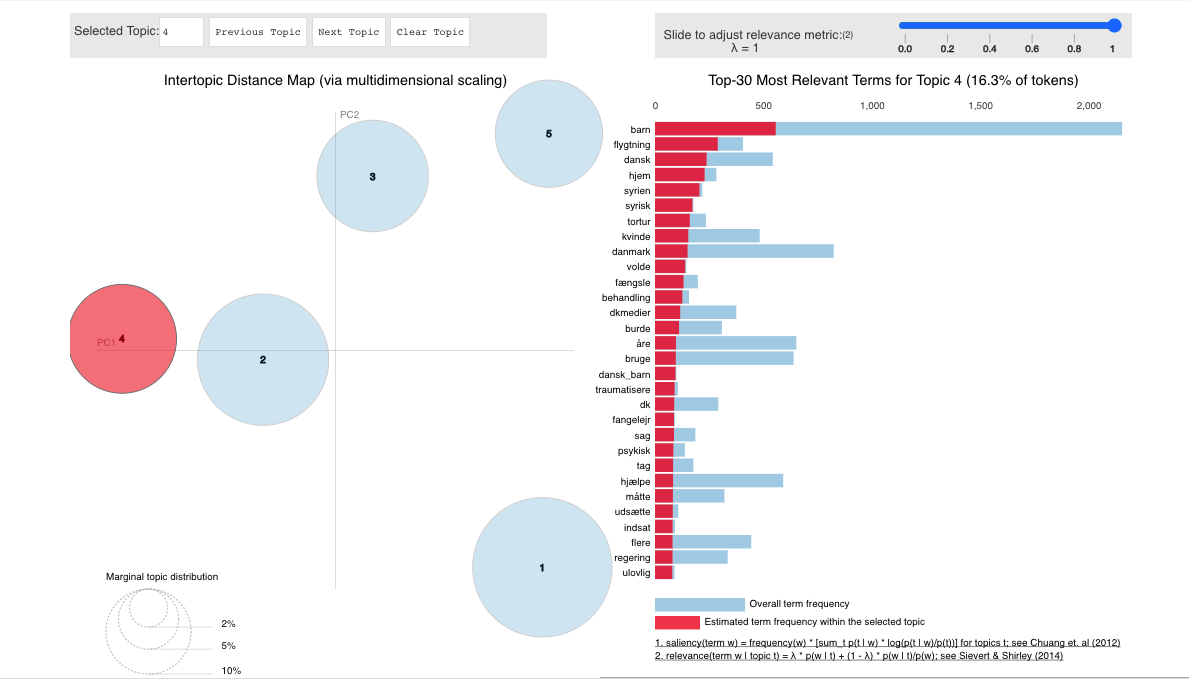 Selected Topic: 4 Previous Topic Next Topic Clear Topic
Slide to adjust relevance metric:(2)
λ = 1
0.0 0.2 0.4 0.6 0.8 1
Intertopic Distance Map (via multidimensional scaling)
PC2
PC1
5
3
4
2
1
Marginal topic distribution
2%
5%
10%
Top-30 Most Relevant Terms for Topic 4 (16.3% of tokens)
0 500 1,000 1,500 2,000
barn
flygtning
dansk
hjem
syrien
syrisk
tortur
kvinde
danmark
volde
fængsle
behandling
dkmedier
burde
åre
bruge
dansk_barn
traumatisere
dk
fangelejr
sag
psykisk
tag
hjælpe
måtte
udsætte
indsat
flere
regering
ulovlig
Overall term frequency
Estimated term frequency within the selected topic
1. saliency(term w) = frequency(w) * [sum_t p(t | w) * log(p(t | w)/p(t))] for topics t; see Chuang et. al (2012)
2. relevance(term w | topic t) = λ * p(w | t) + (1 - λ) * p(w | t)/p(w); see Sievert & Shirley (2014)